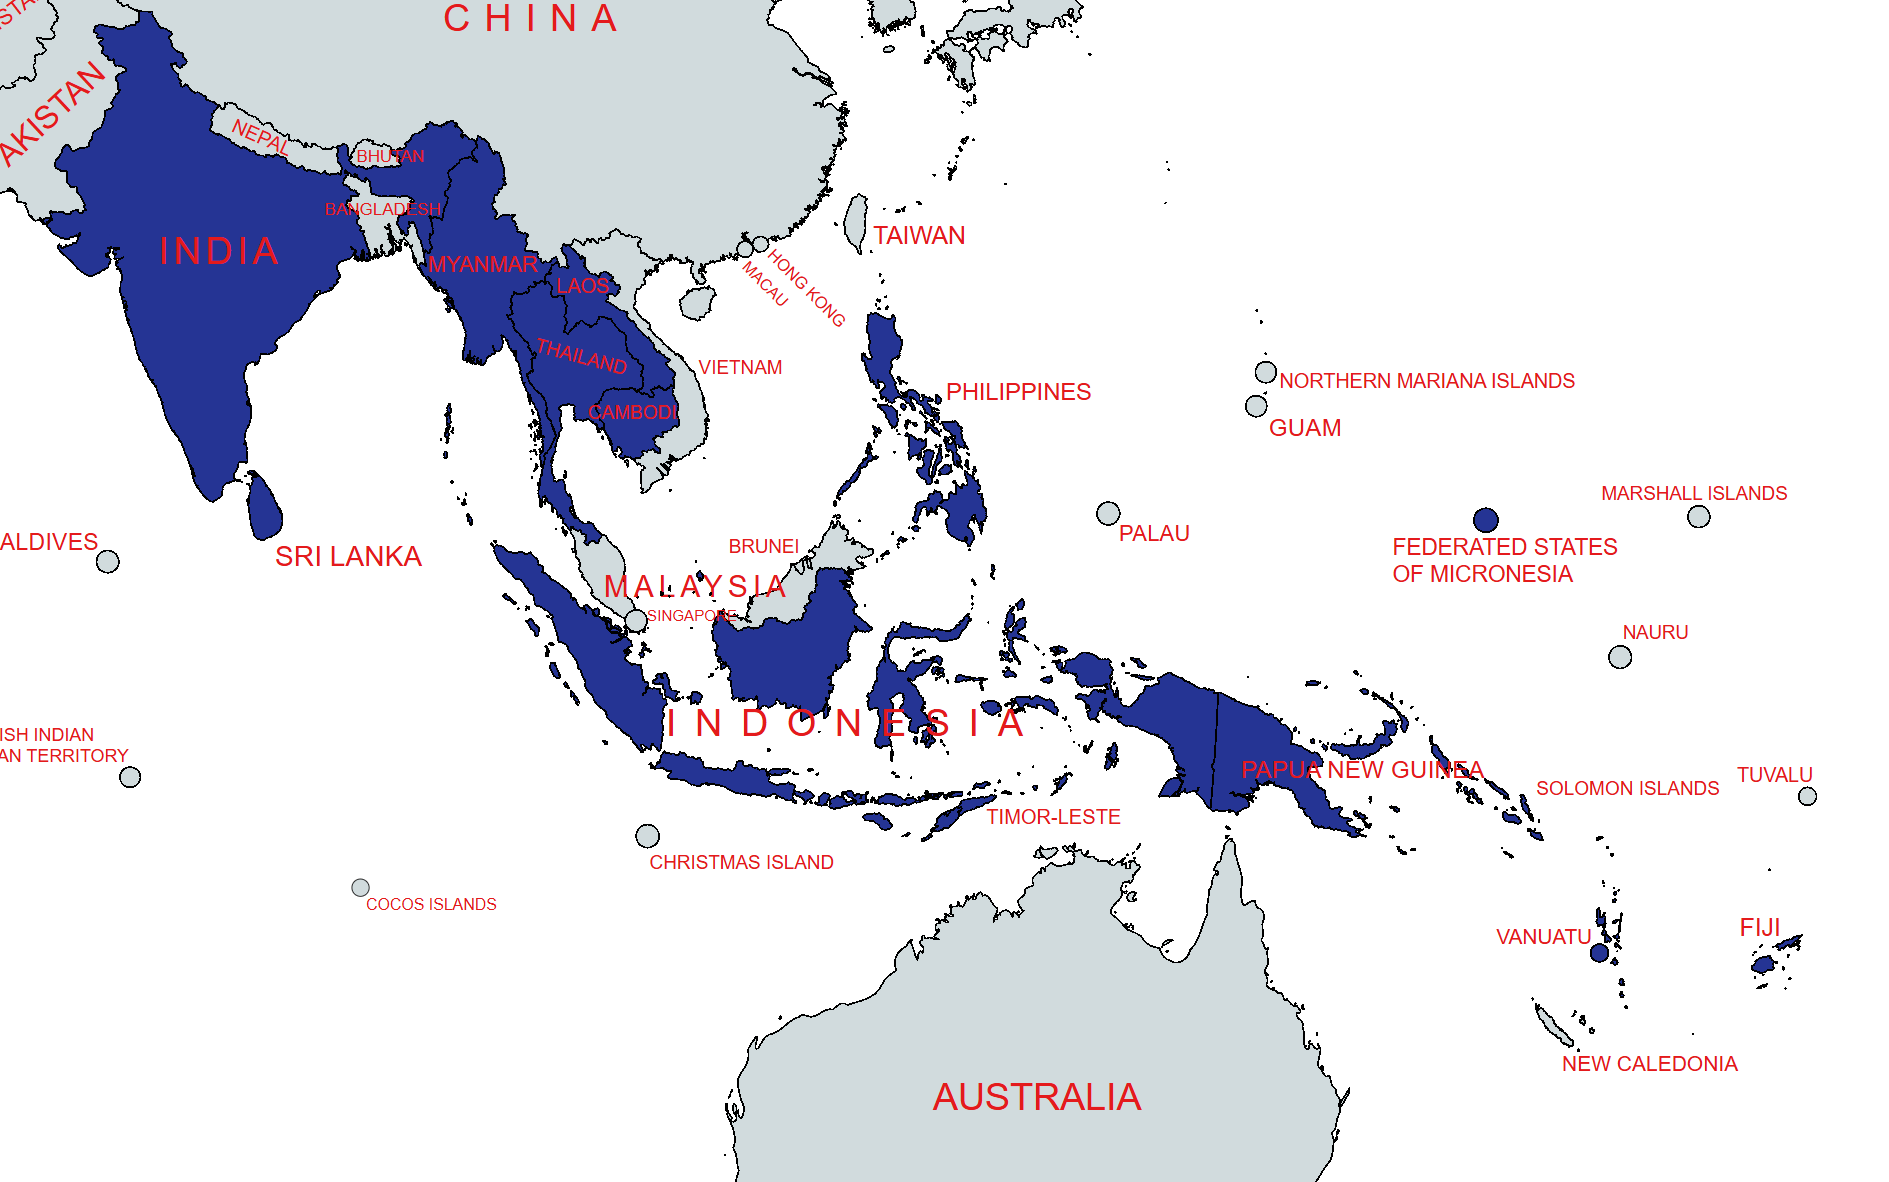 CHINA
STA
AKISTAN
NEPAL
BHUTAN
BANGLADESH
INDIA
MYANMAR
LAOS
TAIWAN
HONG KONG
MACAU
THAILAND
VIETNAM
CAMBODI
PHILIPPINES
NORTHERN MARIANA ISLANDS
GUAM
MARSHALL ISLANDS
PALAU
ALDIVES
SRI LANKA
BRUNEI
FEDERATED STATES
OF MICRONESIA
MALAYSIA
SINGAPORE
NAURU
INDONESIA
ISH INDIAN
AN TERRITORY
PAPUA NEW GUINEA
SOLOMON ISLANDS
TUVALU
TIMOR-LESTE
CHRISTMAS ISLAND
COCOS ISLANDS
VANUATU
FIJI
NEW CALEDONIA
AUSTRALIA